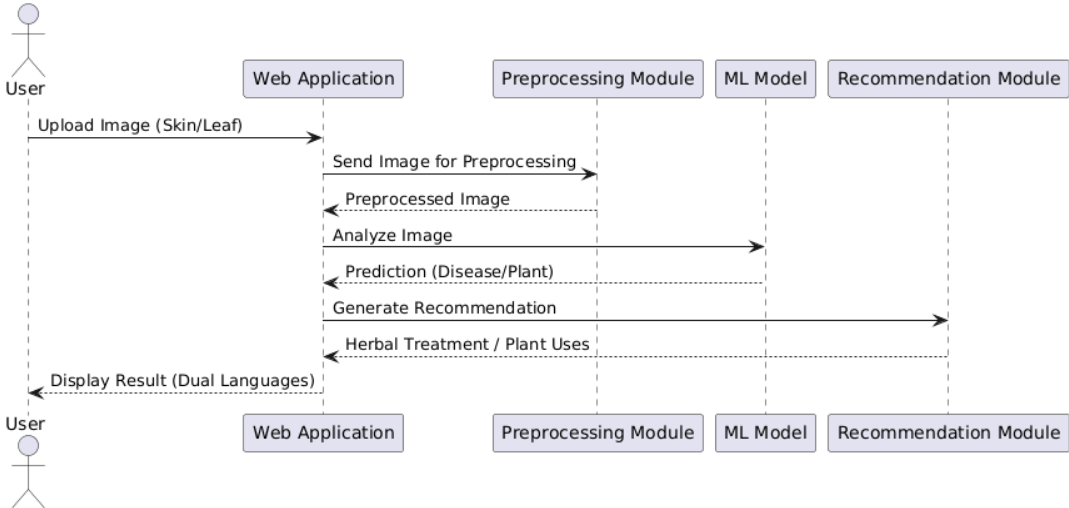 User
Web Application
Preprocessing Module
ML Model
Recommendation Module
Upload Image (Skin/Leaf)
Send Image for Preprocessing
Preprocessed Image
Analyze Image
Prediction (Disease/Plant)
Generate Recommendation
Herbal Treatment / Plant Uses
Display Result (Dual Languages)
User
Web Application
Preprocessing Module
ML Model
Recommendation Module